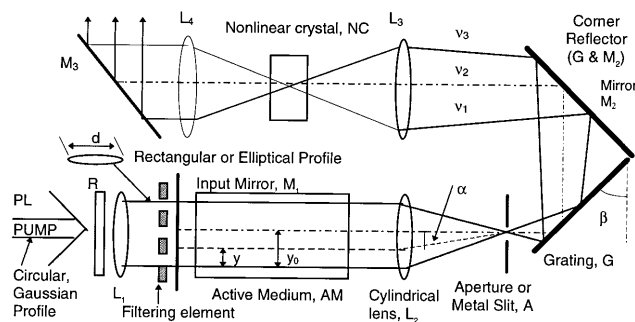 L4
Nonlinear crystal, NC
L3
Corner
Reflector
(G & M2)
Mirror
M2
M3
ν3
ν2
ν1
d
Rectangular or Elliptical Profile
R
Input Mirror, M1
α
PL
PUMP
β
y
y0
Circular,
Gaussian
Profile
L1
Active Medium, AM
Cylindrical
lens, L2
Aperture or
Metal Slit, A
Grating, G
Filtering element